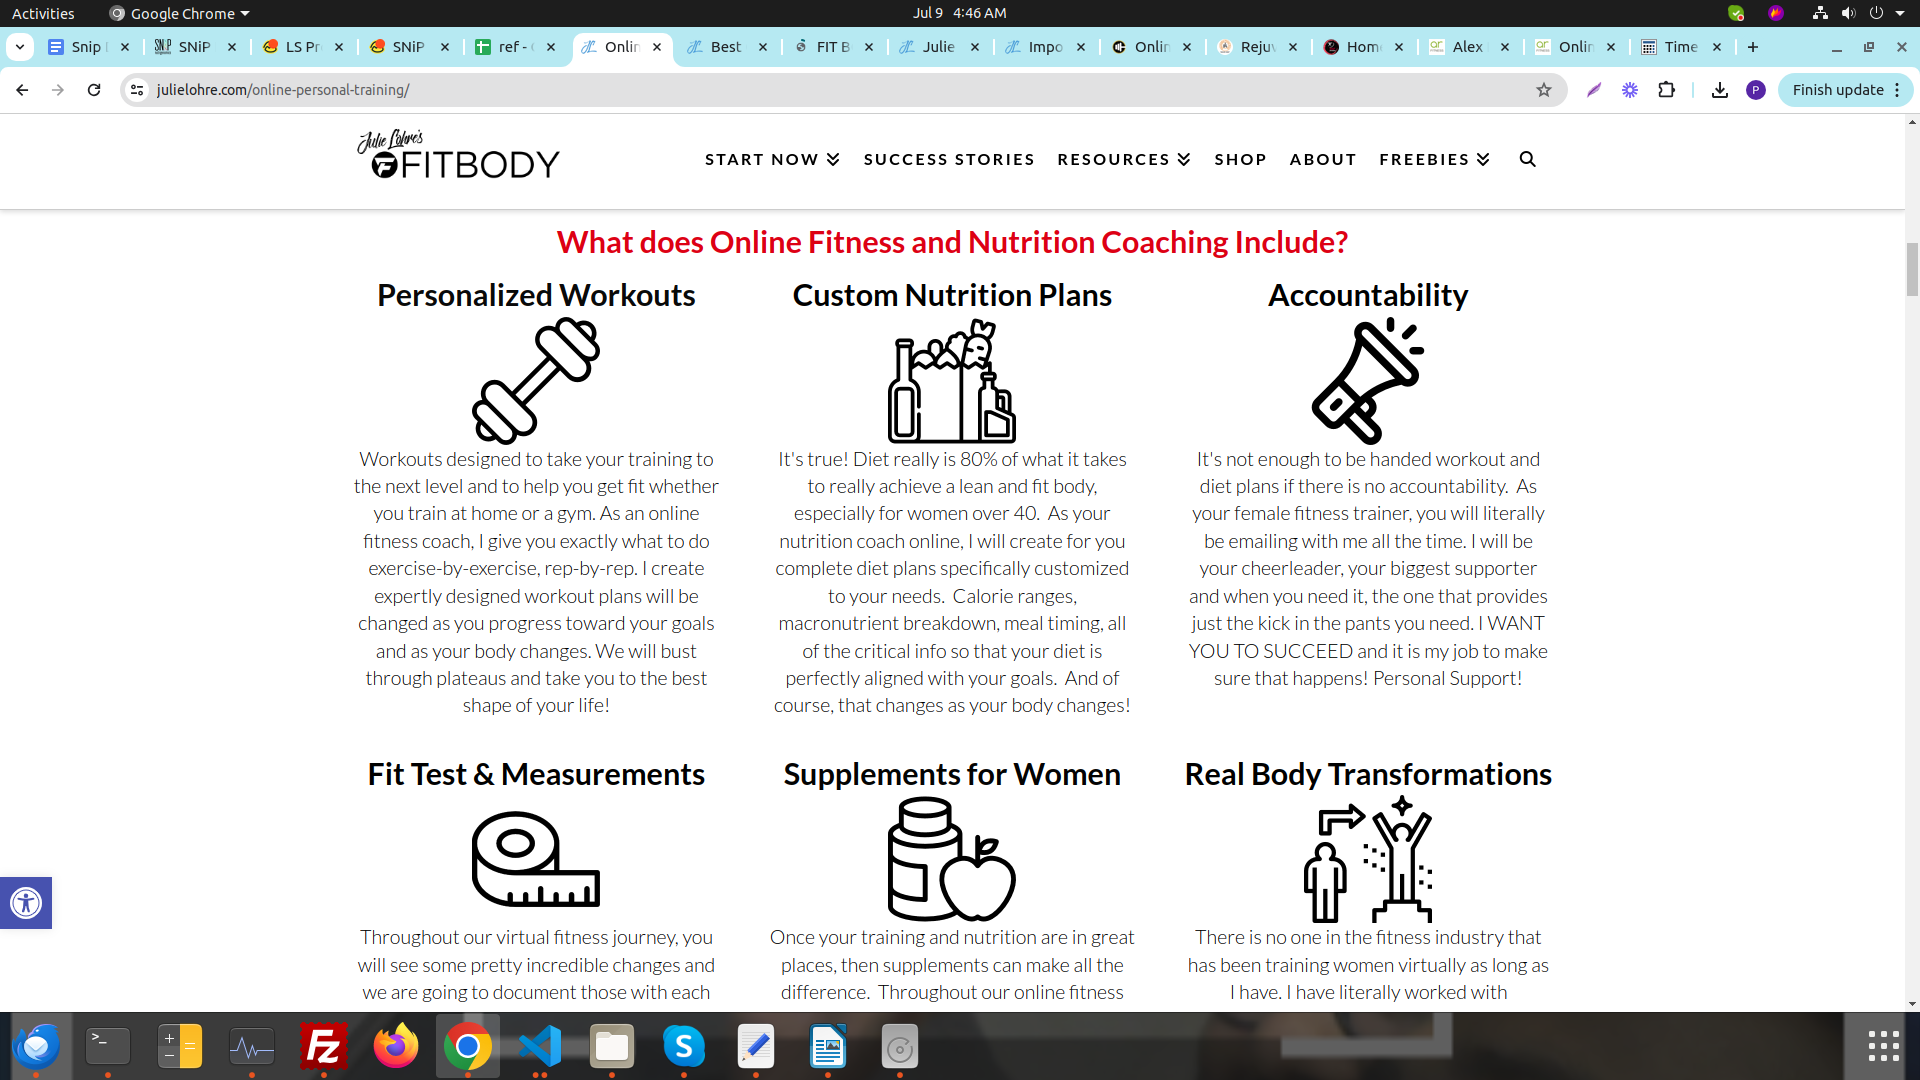 Activities
Google Chrome
Jul 9 4:46 AM
Snip
SNiP
LS Pr
SNiP
ref -
Onlin
Best
FIT B
Julie
Impo
Onlin
Reju
Hom
Alex
Onlin
Time
julielohre.com/online-personal-training/
P
Finish update
Julie Lohre's
FITBODY
START NOW
SUCCESS STORIES
RESOURCES
SHOP
ABOUT
FREEBIES
What does Online Fitness and Nutrition Coaching Include?
Personalized Workouts
Workouts designed to take your training to
the next level and to help you get fit whether
you train at home or a gym. As an online
fitness coach, I give you exactly what to do
exercise-by-exercise, rep-by-rep. I create
expertly designed workout plans will be
changed as you progress toward your goals
and as your body changes. We will bust
through plateaus and take you to the best
shape of your life!
Custom Nutrition Plans
It's true! Diet really is 80% of what it takes
to really achieve a lean and fit body,
especially for women over 40. As your
nutrition coach online, I will create for you
complete diet plans specifically customized
to your needs. Calorie ranges,
macronutrient breakdown, meal timing, all
of the critical info so that your diet is
perfectly aligned with your goals. And of
course, that changes as your body changes!
Accountability
It's not enough to be handed workout and
diet plans if there is no accountability. As
your female fitness trainer, you will literally
be emailing with me all the time. I will be
your cheerleader, your biggest supporter
and when you need it, the one that provides
just the kick in the pants you need. I WANT
YOU TO SUCCEED and it is my job to make
sure that happens! Personal Support!
Fit Test & Measurements
Throughout our virtual fitness journey, you
will see some pretty incredible changes and
we are going to document those with each
Supplements for Women
Once your training and nutrition are in great
places, then supplements can make all the
difference. Throughout our online fitness
Real Body Transformations
There is no one in the fitness industry that
has been training women virtually as long as
I have. I have literally worked with